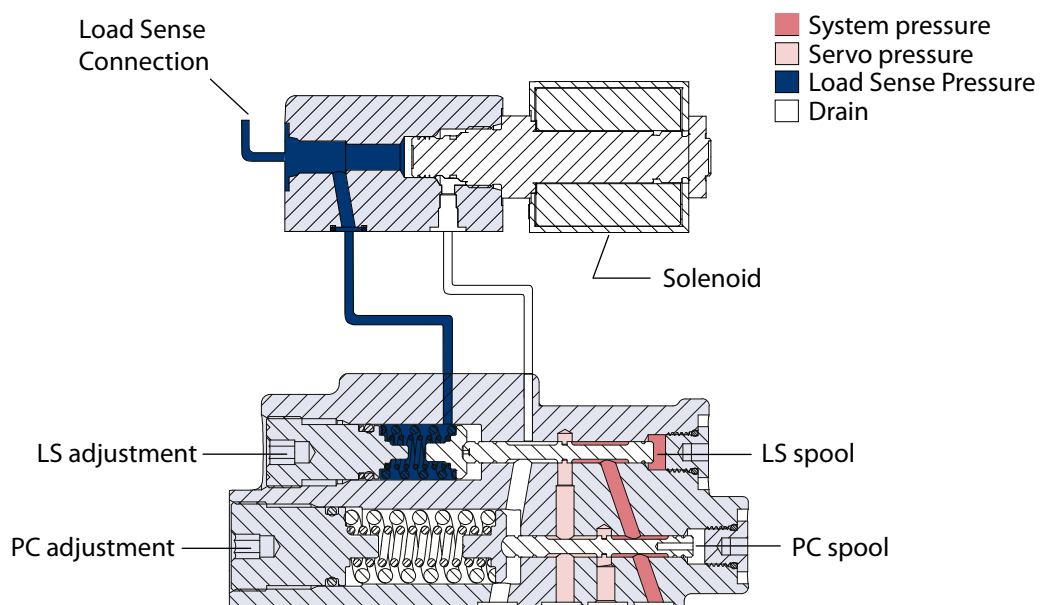 Load Sense
Connection
System pressure
Servo pressure
Load Sense Pressure
Drain
Solenoid
LS adjustment
LS spool
PC adjustment
PC spool